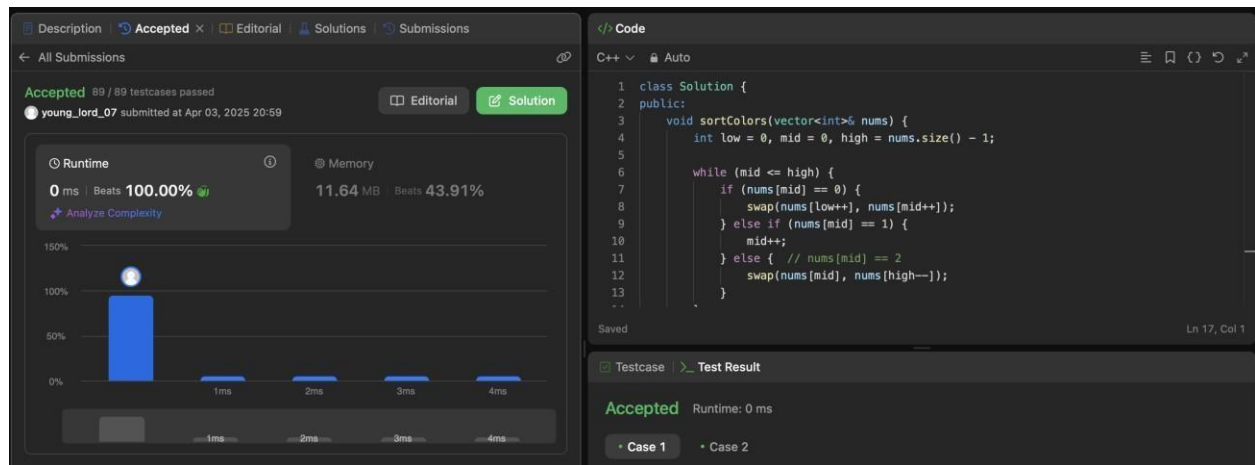 Description
Accepted
Editorial
Solutions
Submissions
All Submissions
Accepted 89 / 89 testcases passed
young_lord_07 submitted at Apr 03, 2025 20:59
Editorial
Solution
Runtime
0 ms | Beats 100.00%
Analyze Complexity
Memory
11.64 MB | Beats 43.91%
150%
100%
50%
0%
1ms 2ms 3ms 4ms
1ms 2ms 3ms 4ms
</> Code
C++ Auto
1 class Solution {
2 public:
3 void sortColors(vector<int>& nums) {
4 int low = 0, mid = 0, high = nums.size() - 1;
5
6 while (mid <= high) {
7 if (nums[mid] == 0) {
8 swap(nums[low++], nums[mid++]);
9 } else if (nums[mid] == 1) {
10 mid++;
11 } else { // nums[mid] == 2
12 swap(nums[mid], nums[high--]);
13 }
Saved
Ln 17, Col 1
Testcase | >_ Test Result
Accepted Runtime: 0 ms
• Case 1 • Case 2